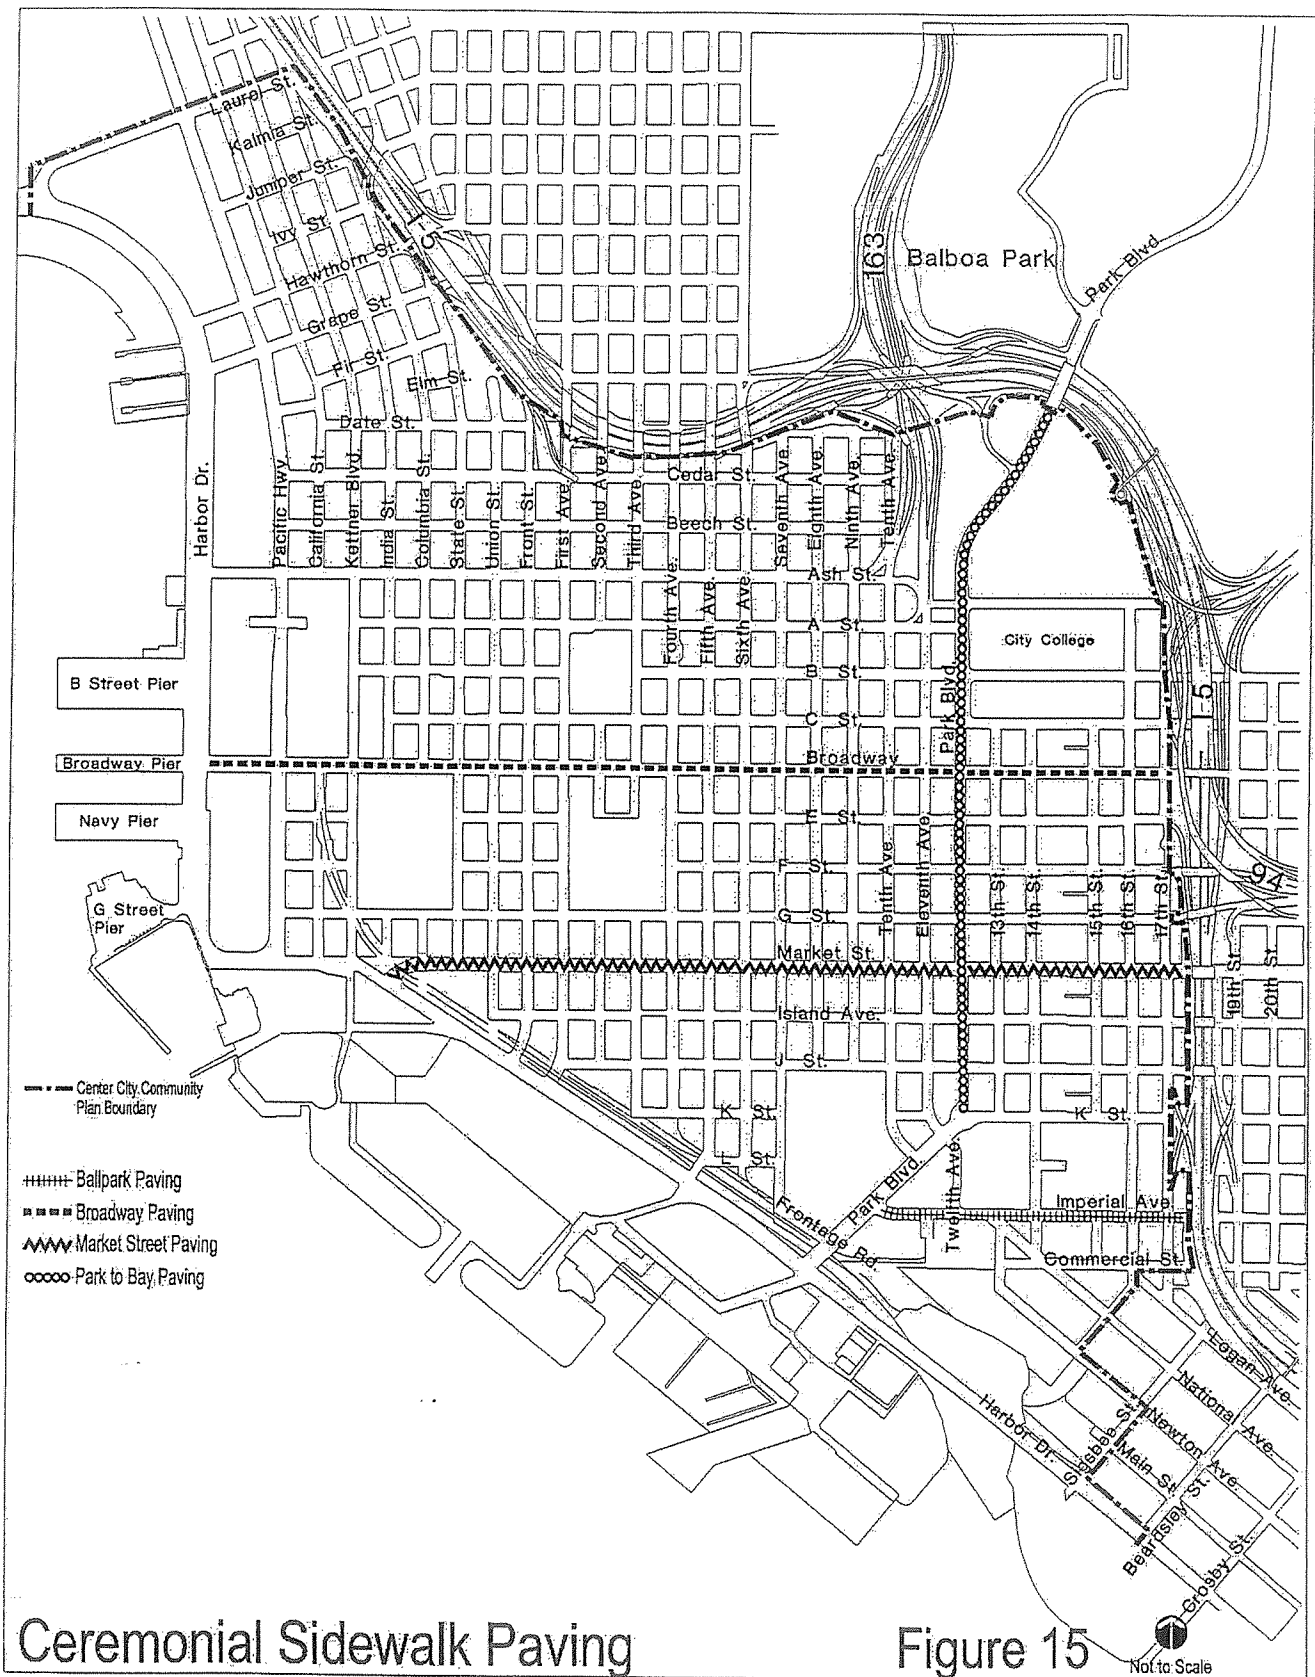 Laurel St.
Kalmia St.
Juniper St.
Ivy St.
Hawthorn St.
Grape St.
Fir St.
Elm St.
Date St.
I-5
163
Balboa Park
Park Blvd
Cedar St.
Beech St.
Ash St.
A St.
B St.
C St.
Broadway
E St.
F St.
G St.
Market St.
Island Ave.
J St.
K St.
L St.
K St.
Harbor Dr.
Pacific Hwy.
California St.
Kettner Blvd.
India St.
Columbia St.
State St.
Union St.
Front St.
First Ave.
Second Ave.
Third Ave.
Fourth Ave.
Fifth Ave.
Sixth Ave.
Seventh Ave.
Eighth Ave.
Ninth Ave.
Tenth Ave.
City College
Park Blvd.
I-5
94
B Street Pier
Broadway Pier
Navy Pier
G Street
Pier
Tenth Ave.
Eleventh Ave.
13th St.
14th St.
15th St.
16th St.
17th St.
19th St.
20th St.
Park Blvd.
Twelfth Ave.
Imperial Ave.
Commercial St.
Frontage Rd.
Harbor Dr.
Logan Ave.
National Ave.
Newton Ave.
Main St.
Sigsbee St.
Beardsley St.
Crosby St.
Center City Community
Plan Boundary
Ballpark Paving
Broadway Paving
Market Street Paving
Park to Bay Paving
Ceremonial Sidewalk Paving
Figure 15
Not to Scale